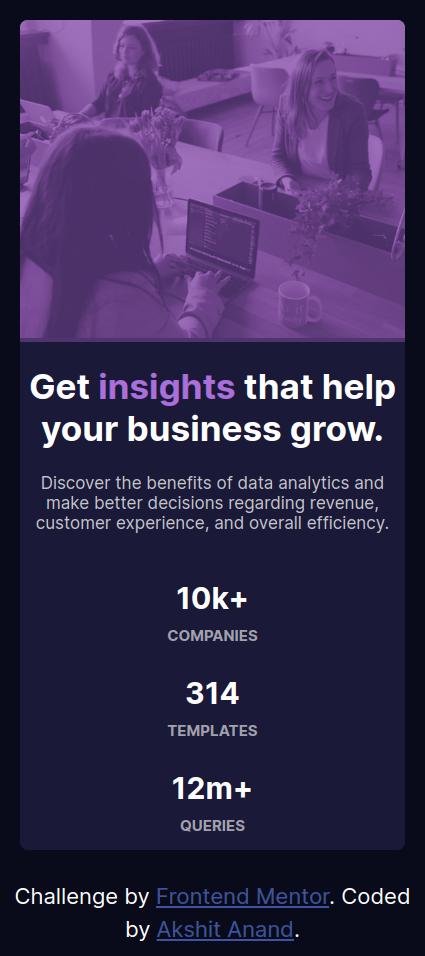 Get insights that help
your business grow.
Discover the benefits of data analytics and
make better decisions regarding revenue,
customer experience, and overall efficiency.
10k+
COMPANIES
314
TEMPLATES
12m+
QUERIES
Challenge by Frontend Mentor. Coded
by Akshit Anand.